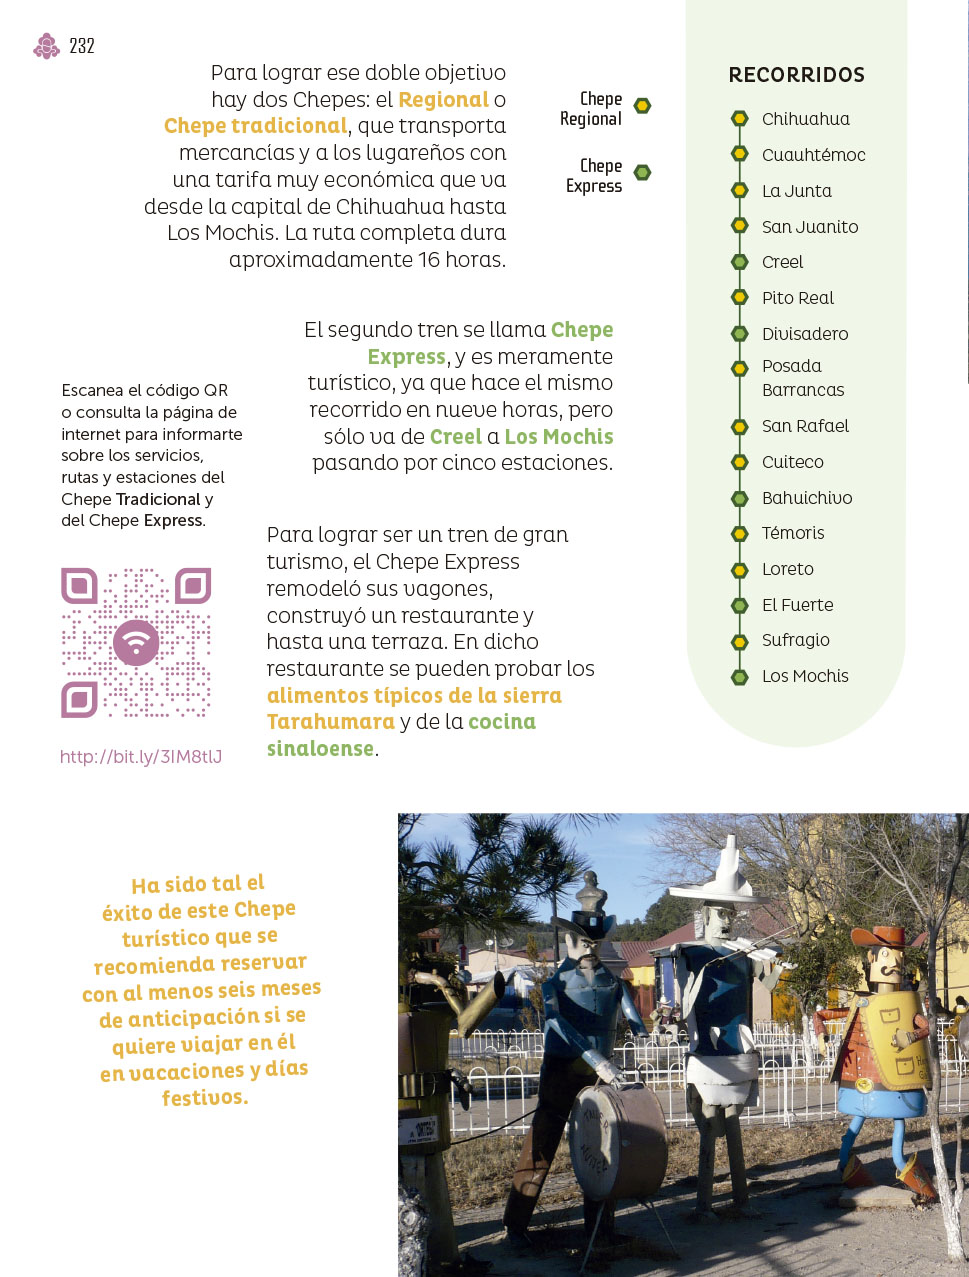 232
Para lograr ese doble objetivo
hay dos Chepes: el Regional o
Chepe tradicional, que transporta
mercancías y a los lugareños con
una tarifa muy económica que va
desde la capital de Chihuahua hasta
Los Mochis. La ruta completa dura
aproximadamente 16 horas.
Chepe
Regional
Chepe
Express
El segundo tren se llama Chepe
Express, y es meramente
turístico, ya que hace el mismo
recorrido en nueve horas, pero
sólo va de Creel a Los Mochis
pasando por cinco estaciones.
Escanea el código QR
o consulta la página de
internet para informarte
sobre los servicios,
rutas y estaciones del
Chepe Tradicional y
del Chepe Express.
http://bit.ly/3IM8tlJ
Para lograr ser un tren de gran
turismo, el Chepe Express
remodeló sus vagones,
construyó un restaurante y
hasta una terraza. En dicho
restaurante se pueden probar los
alimentos típicos de la sierra
Tarahumara y de la cocina
sinaloense.
RECORRIDOS
Chihuahua
Cuauhtémoc
La Junta
San Juanito
Creel
Pito Real
Divisadero
Posada
Barrancas
San Rafael
Cuiteco
Bahuichivo
Témoris
Loreto
El Fuerte
Sufragio
Los Mochis
Ha sido tal el
éxito de este Chepe
turístico que se
recomienda reservar
con al menos seis meses
de anticipación si se
quiere viajar en él
en vacaciones y días
festivos.